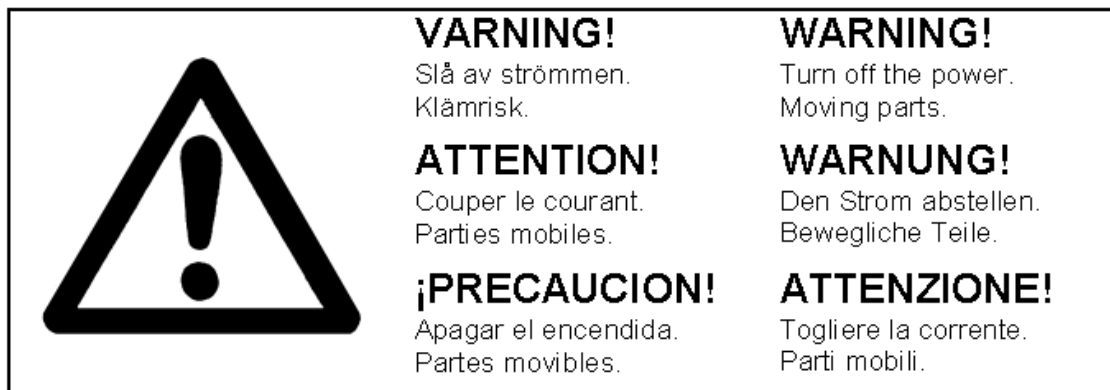 VARNING!
Slå av strömmen.
Klämrisk.
WARNING!
Turn off the power.
Moving parts.
ATTENTION!
Couper le courant.
Parties mobiles.
WARNUNG!
Den Strom abstellen.
Bewegliche Teile.
¡PRECAUCION!
Apagar el encendida.
Partes movibles.
ATTENZIONE!
Togliere la corrente.
Parti mobili.